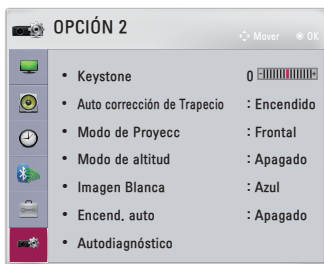 OPCIÓN 2
Mover OK
• Keystone 0
• Auto corrección de Trapecio : Encendido
• Modo de Proyecc : Frontal
• Modo de altitud : Apagado
• Imagen Blanca : Azul
• Encend. auto : Apagado
• Autodiagnóstico